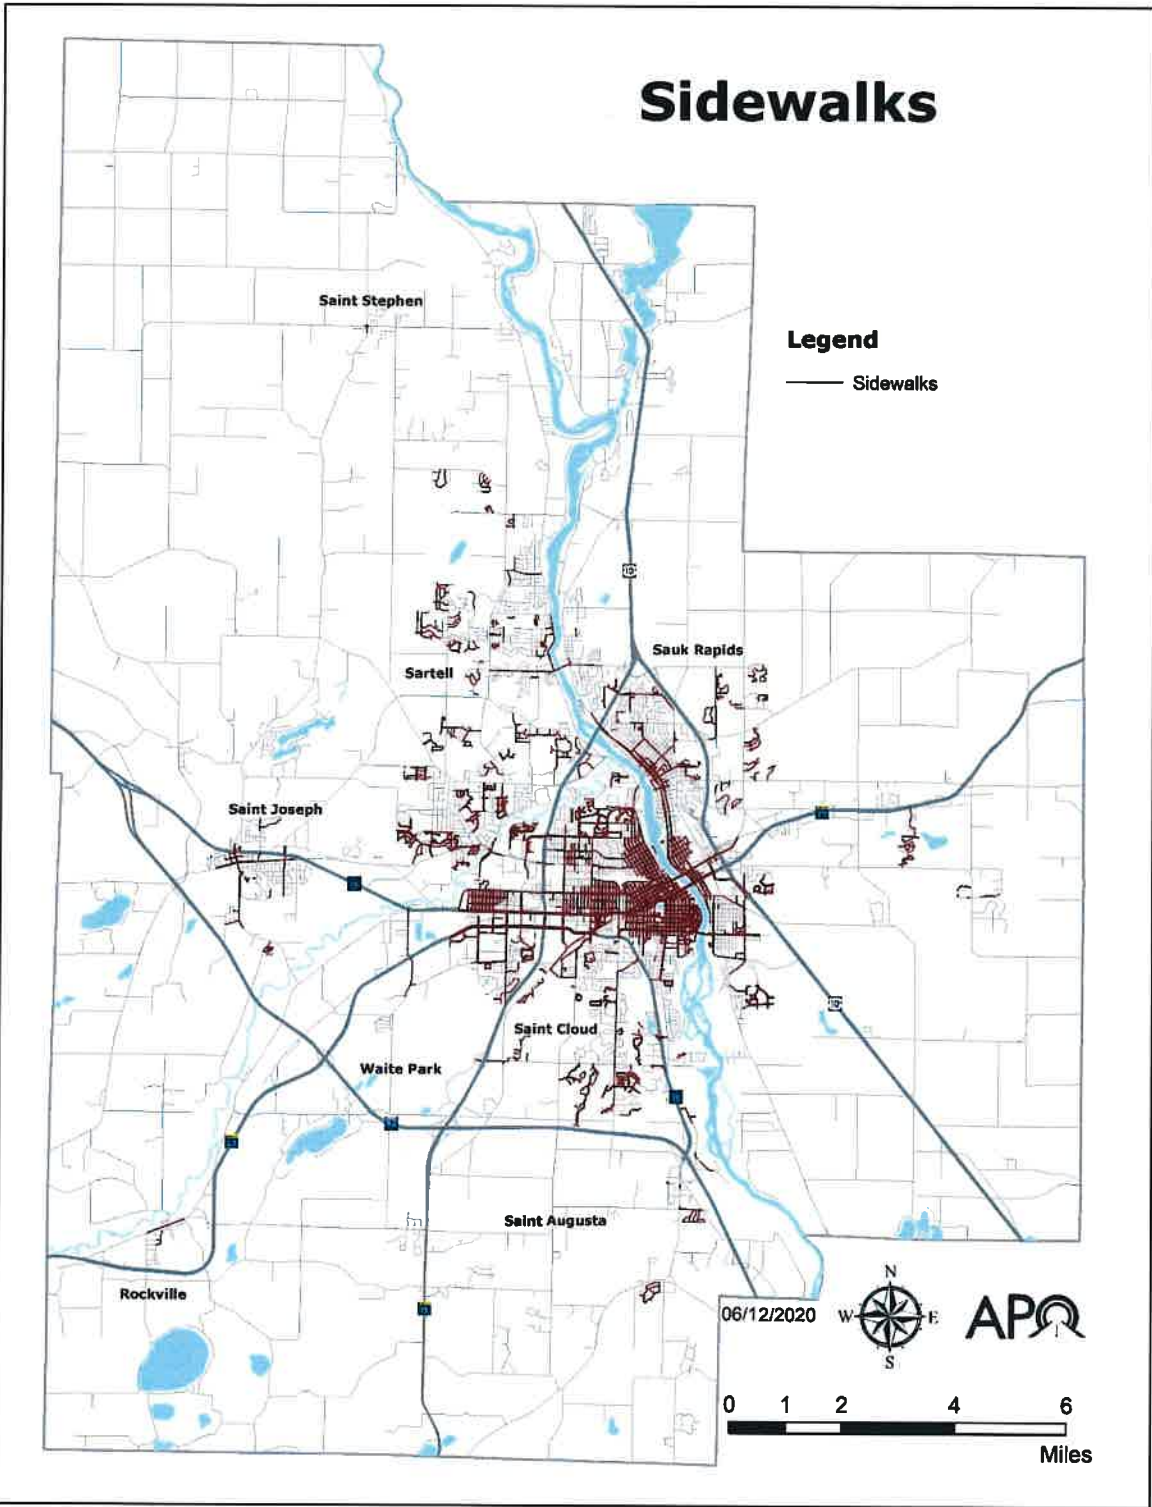 Sidewalks
Saint Stephen
Legend
Sidewalks
10
Sauk Rapids
Sartell
Saint Joseph
Saint Cloud
Waite Park
Saint Augusta
Rockville
06/12/2020
N
W
E
S
APO
0 1 2 4 6
Miles